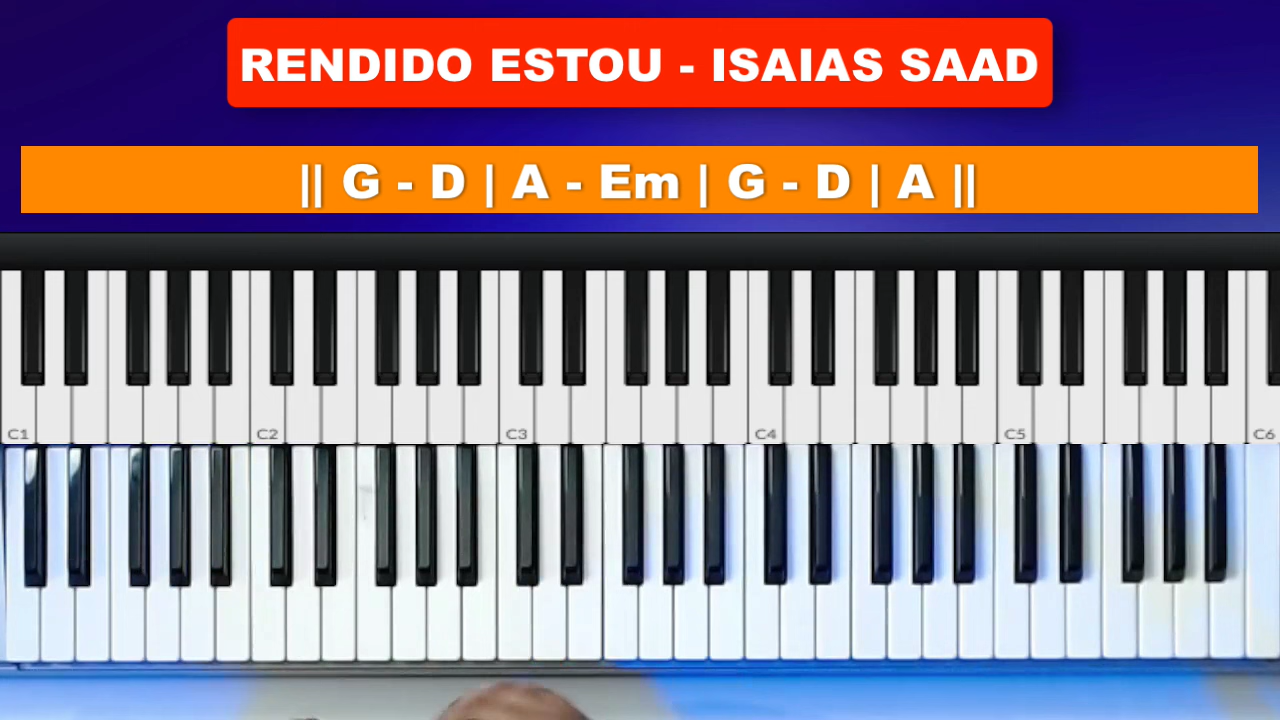 RENDIDO ESTOU - ISAIAS SAAD
|| G - D | A - Em | G - D | A ||
C1 C2 C3 C4 C5 C6